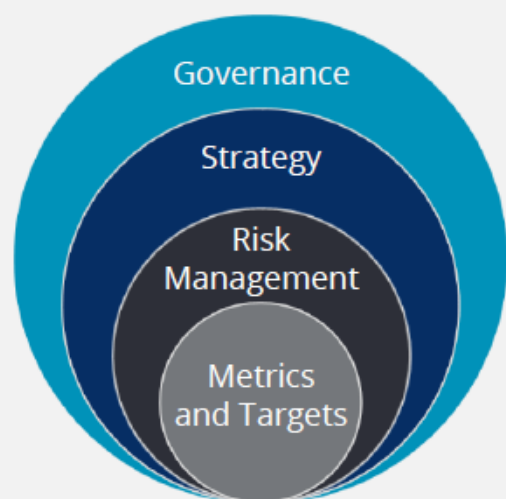 Governance
Strategy
Risk
Management
Metrics
and Targets